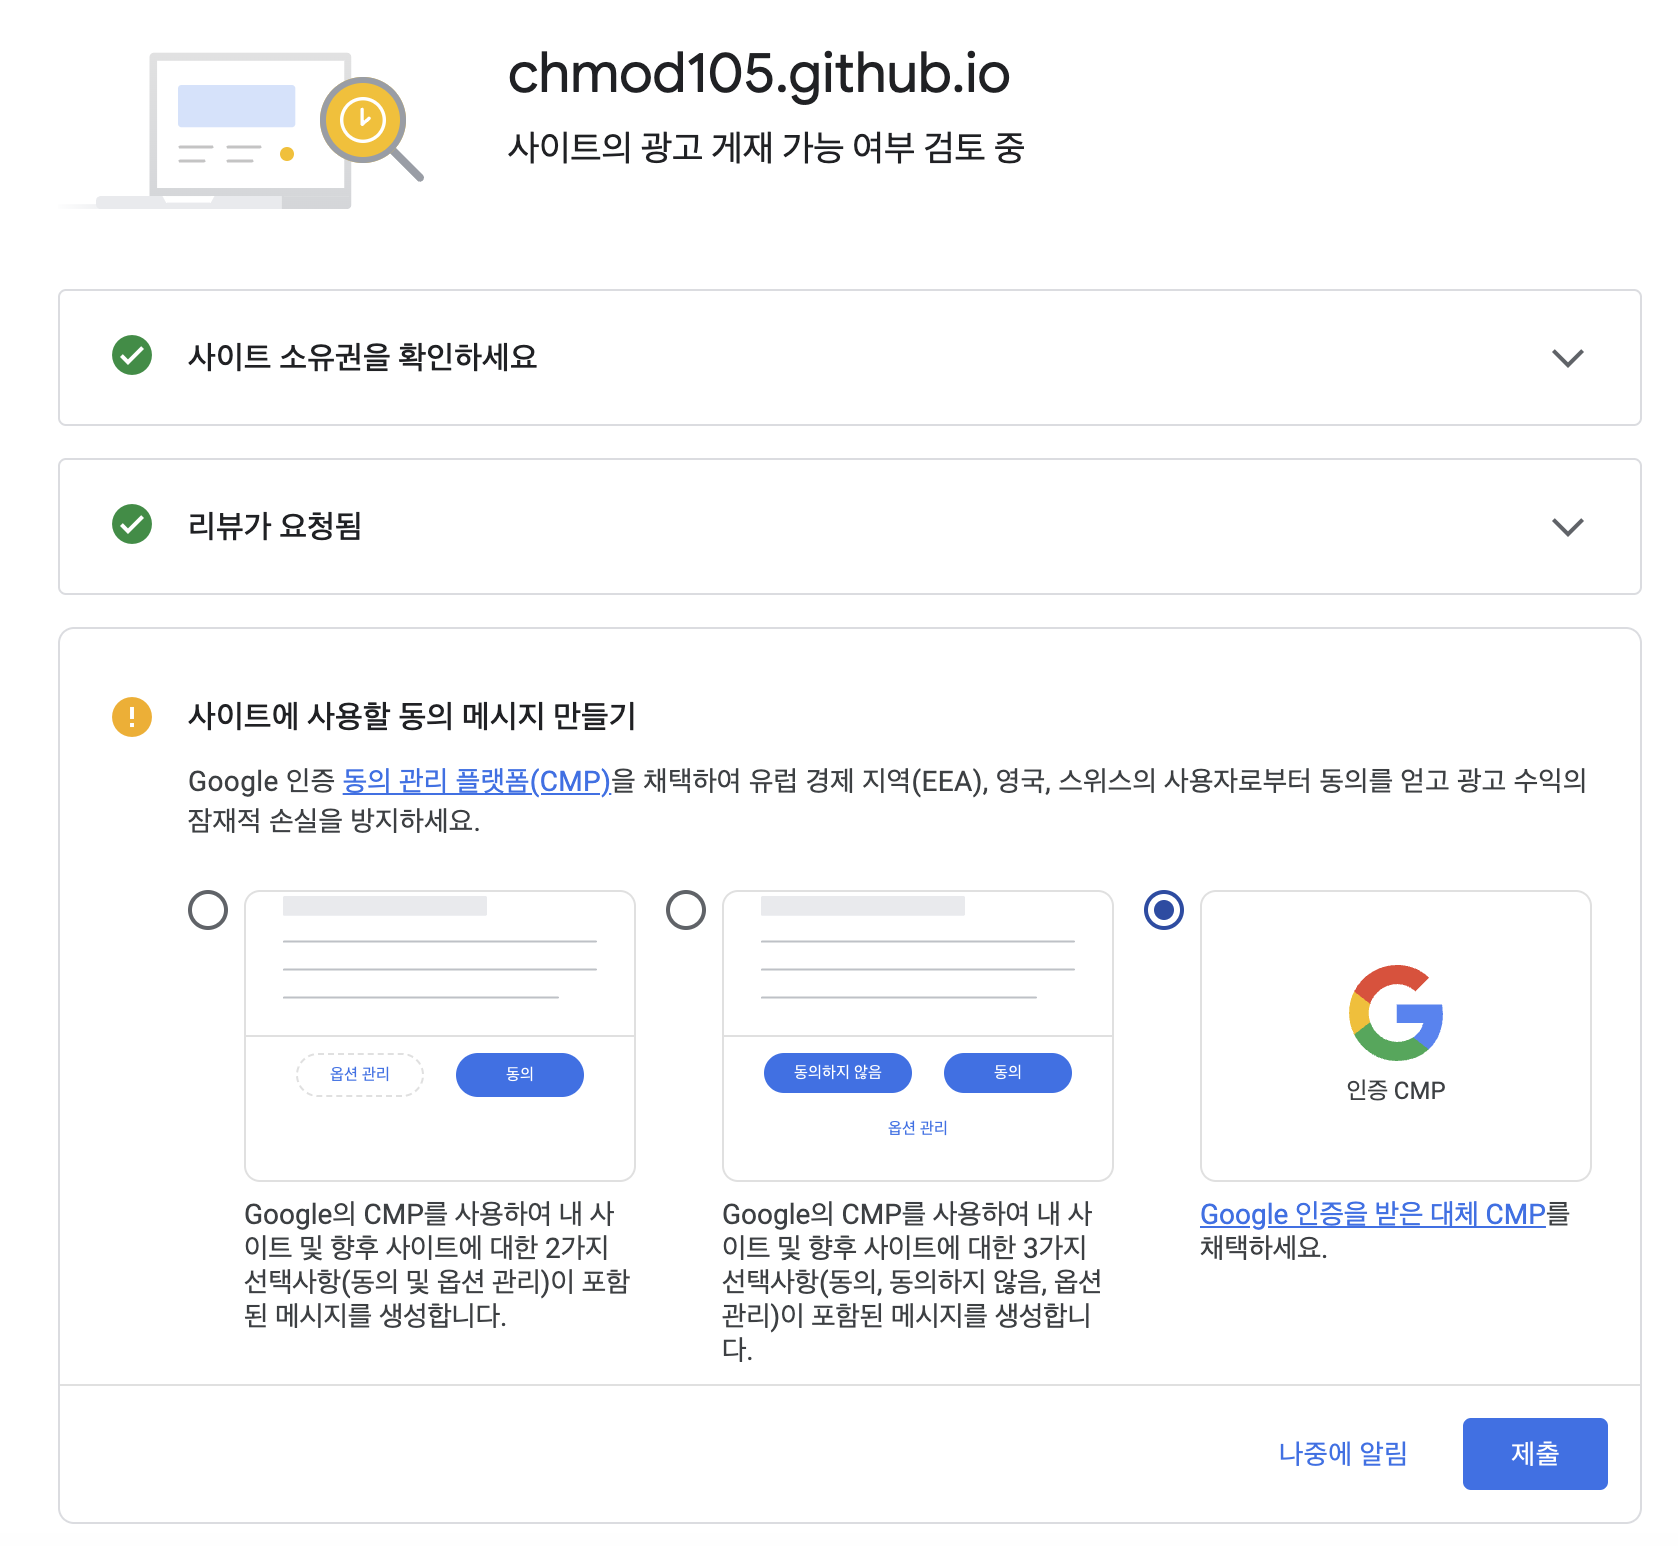 chmod105.github.io
사이트의 광고 게재 가능 여부 검토 중
사이트 소유권을 확인하세요
리뷰가 요청됨
사이트에 사용할 동의 메시지 만들기
Google 인증 동의 관리 플랫폼(CMP)을 채택하여 유럽 경제 지역(EEA), 영국, 스위스의 사용자로부터 동의를 얻고 광고 수익의
잠재적 손실을 방지하세요.
옵션 관리
동의
Google의 CMP를 사용하여 내 사
이트 및 향후 사이트에 대한 2가지
선택사항(동의 및 옵션 관리)이 포함
된 메시지를 생성합니다.
동의하지 않음
동의
옵션 관리
Google의 CMP를 사용하여 내 사
이트 및 향후 사이트에 대한 3가지
선택사항(동의, 동의하지 않음, 옵션
관리)이 포함된 메시지를 생성합니
다.
인증 CMP
Google 인증을 받은 대체 CMP를
채택하세요.
나중에 알림
제출